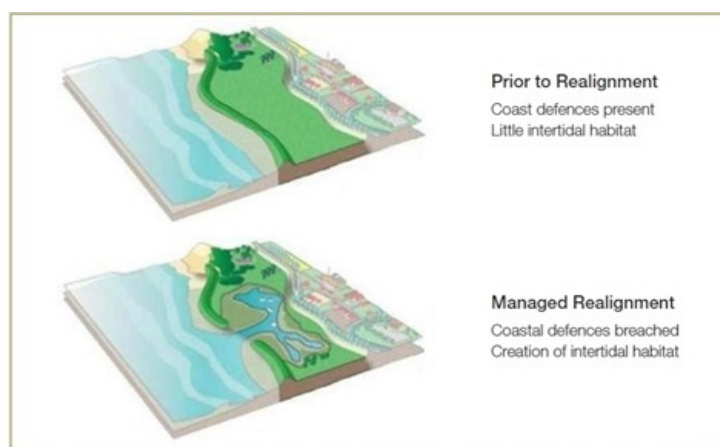 Prior to Realignment
Coast defences present
Little intertidal habitat
Managed Realignment
Coastal defences breached
Creation of intertidal habitat